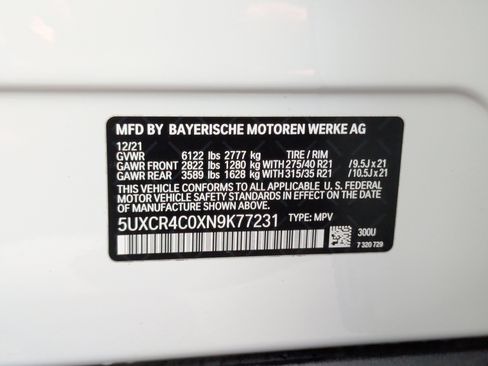 MFD BY BAYERISCHE MOTOREN WERKE AG
12/21
GVWR 6122 lbs 2777 kg TIRE / RIM
GAWR FRONT 2822 lbs 1280 kg 275/40 R21 /9.5J x 21
GAWR REAR 3589 lbs 1628 kg 315/35 R21 /10.5J x 21
THIS VEHICLE CONFORMS TO ALL APPLICABLE U.S. FEDERAL
MOTOR VEHICLE SAFETY STANDARDS IN EFFECT ON THE DATE
OF MANUFACTURE SHOWN ABOVE.
5UXCR4C0XN9K77231 TYPE: MPV
300U
7 320 729